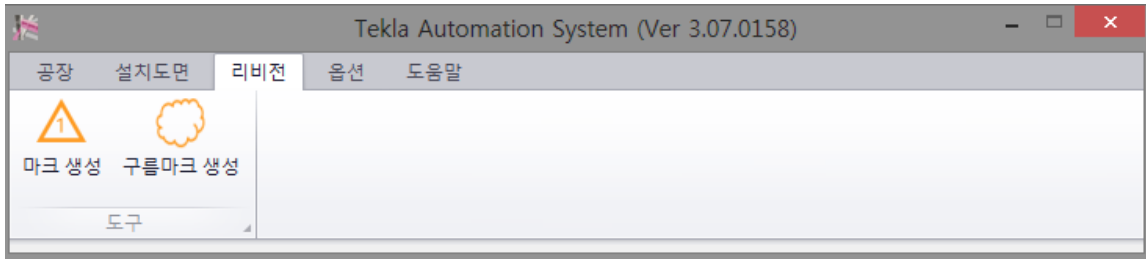 Tekla Automation System (Ver 3.07.0158)
공장 설치도면 리비전 옵션 도움말
1
마크 생성 구름마크 생성
도구